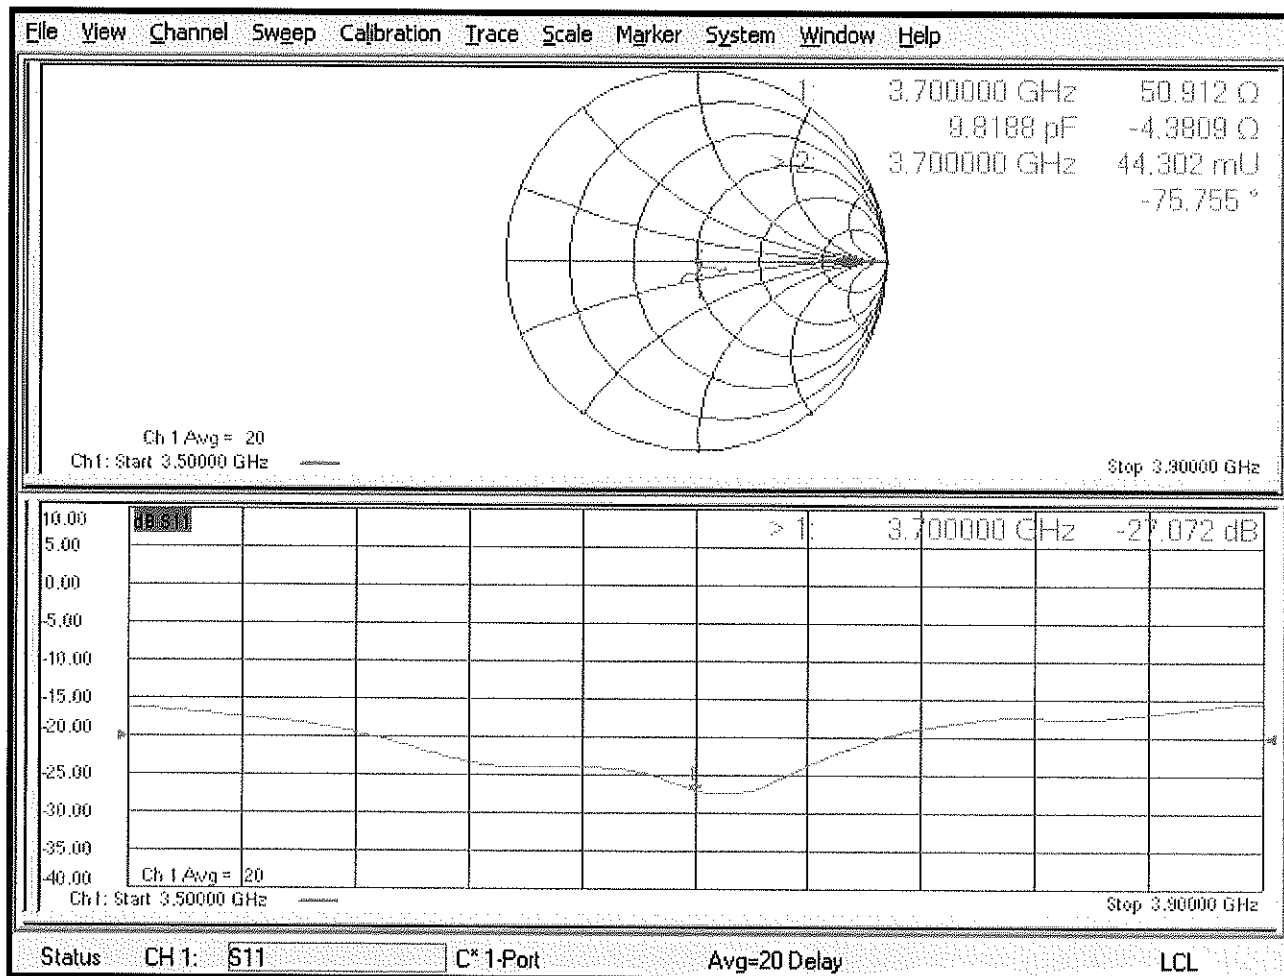 File View Channel Sweep Calibration Trace Scale Marker System Window Help
1: 3.700000 GHz 50.912 Ω
9.8188 pF -4.3809 Ω
> 2: 3.700000 GHz 44.302 mU
-75.755 °
Ch 1 Avg = 20
Ch1: Start 3.50000 GHz Stop 3.90000 GHz
10.00 dB S11 > 1: 3.700000 GHz -27.072 dB
5.00
0.00
-5.00
-10.00
-15.00
-20.00
-25.00
1
-30.00
-35.00
-40.00 Ch 1 Avg = 20
Ch1: Start 3.50000 GHz Stop 3.90000 GHz
Status CH 1: S11 C* 1-Port Avg=20 Delay LCL